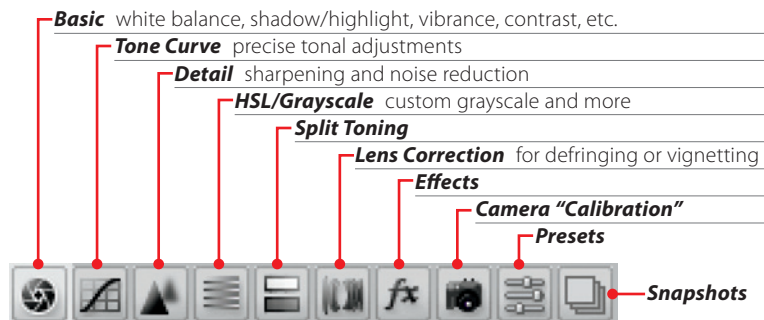 Basic white balance, shadow/highlight, vibrance, contrast, etc.
Tone Curve precise tonal adjustments
Detail sharpening and noise reduction
HSL/Grayscale custom grayscale and more
Split Toning
Lens Correction for defringing or vignetting
Effects
Camera “Calibration”
Presets
fx
Snapshots